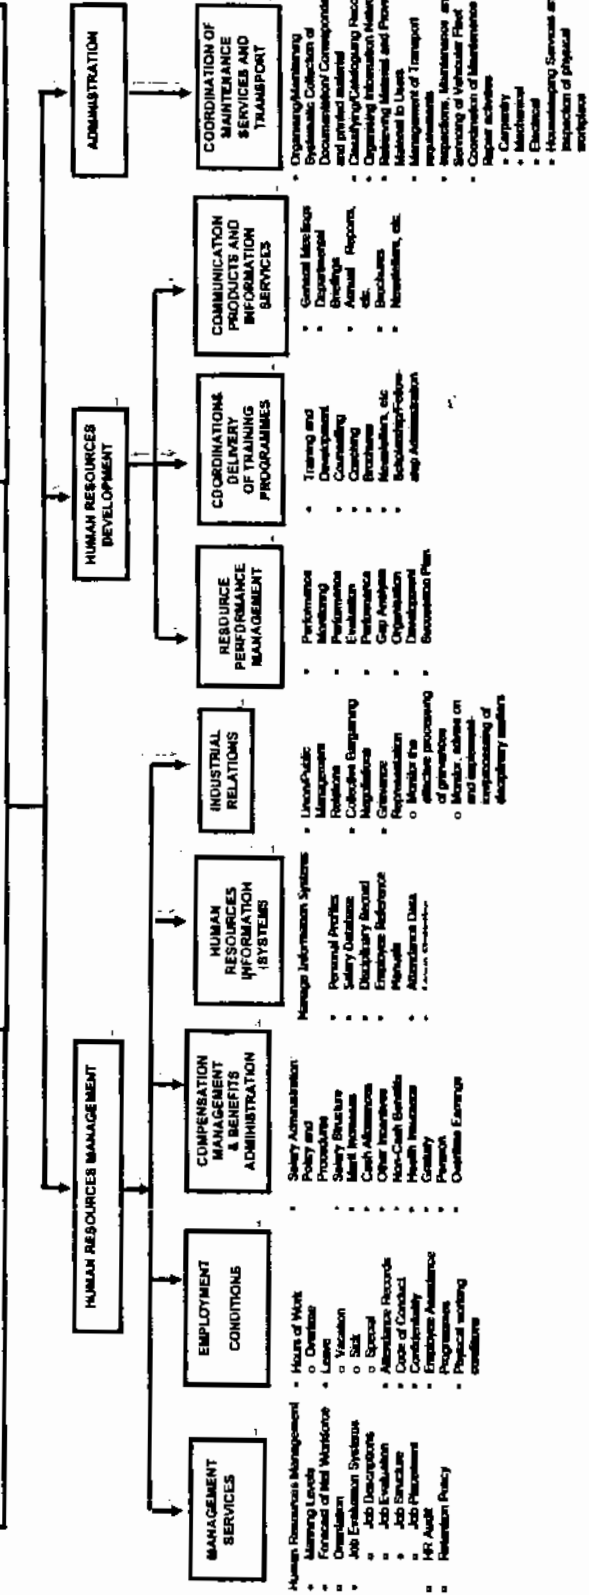 HUMAN RESOURCES MANAGEMENT
HUMAN RESOURCES
DEVELOPMENT
ADMINISTRATION
MANAGEMENT
SERVICES
EMPLOYMENT
CONDITIONS
COMPENSATION
MANAGEMENT
& BENEFITS
ADMINISTRATION
HUMAN
RESOURCES
INFORMATION
SYSTEMS
INDUSTRIAL
RELATIONS
RESOURCE
PERFORMANCE
MANAGEMENT
COORDINATION &
DELIVERY
OF TRAINING
PROGRAMMES
COMMUNICATION
PRODUCTS AND
INFORMATION
SERVICES
COORDINATION OF
MAINTENANCE
SERVICES AND
TRANSPORT
Human Resources Management
Manning Levels
Forecast of Net Workforce
Orientation
Job Evaluation Systems
Job Descriptions
Job Evaluation
Job Structure
Job Placement
HR Audit
Retention Policy
Hours of Work
o Overtime
Leave
o Vacation
o Sick
o Special
Attendance Records
Code of Conduct
Confidentiality
Employee Assistance
Programmes
Physical working
conditions
Salary Administration
Policy and
Procedures
Salary Structure
Merit Increases
Cash Allowances
Other Incentives
Non-Cash Benefits
Health Insurance
Gratuity
Pension
Overtime Earnings
Manage Information Systems
Personal Profiles
Salary Database
Disciplinary Record
Employee Reference
Manuals
Attendance Data
Union/Public
Management
Relations
Collective Bargaining
Negotiations
Grievance
Representation
o Monitor the
effective processing
of grievances
o Monitor, advise on
and
processing of
disciplinary matters
Performance
Monitoring
Performance
Evaluation
Performance
Gap Analysis
Organisation
Development
Succession Plan
Training and
Development
Counselling
Coaching
Brochures
Newsletters, etc
Scholarship/Fellow-
ship Administration
General Meetings
Departmental
Briefings
Annual Reports,
etc.
Brochures
Newsletters, etc.
Organising/Maintaining
Systematic Collection of
Documentation/
and printed material
Classifying/Cataloguing
Organising Information
Retrieving Material and
Material to Users
Management of Transport
requirements
Inspections, Maintenance
Servicing of Vehicular Fleet
Coordination of Maintenance
Repair activities
Carpentry
Mechanical
Electrical
Housekeeping Services
inspection of physical
workplace